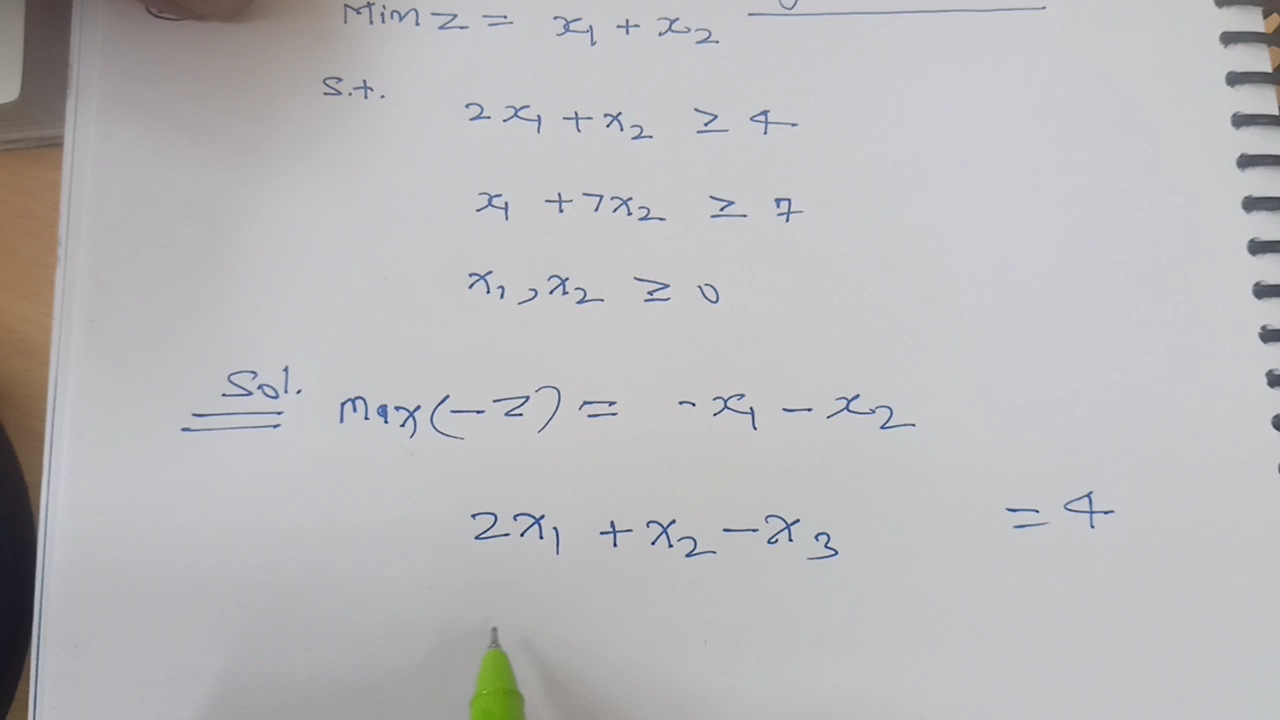 Min Z = x₁ + x₂
S.t.
2x₁ + x₂ ≥ 4
x₁ + 7x₂ ≥ 7
x₁, x₂ ≥ 0
Sol. Max(-Z) = -x₁ - x₂
2x₁ + x₂ - x₃ = 4